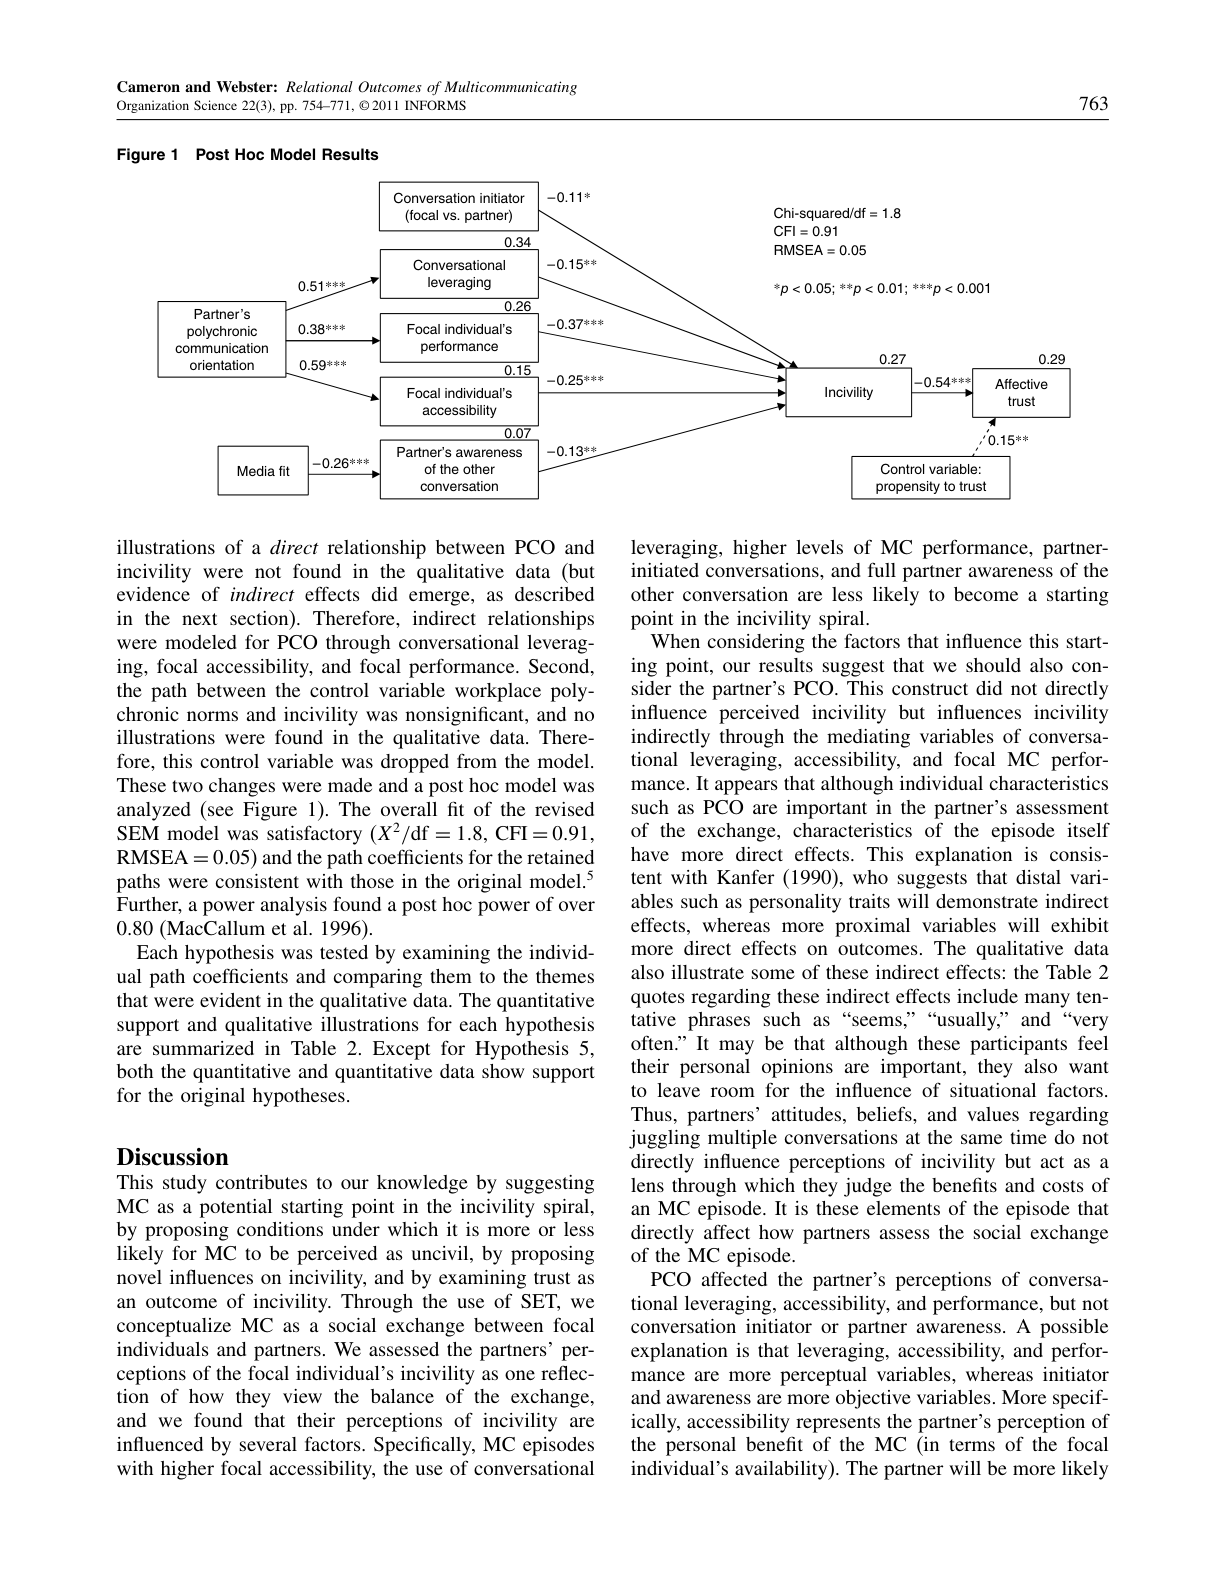 Cameron and Webster: Relational Outcomes of Multicommunicating
Organization Science 22(3), pp. 754–771, © 2011 INFORMS
763
Figure 1 Post Hoc Model Results
Conversation initiator
(focal vs. partner)
−0.11*
Chi-squared/df = 1.8
CFI = 0.91
RMSEA = 0.05
*p < 0.05; **p < 0.01; ***p < 0.001
0.34
Conversational
leveraging
−0.15**
0.51***
0.26
Partner’s
polychronic
communication
orientation
0.38***
Focal individual’s
performance
−0.37***
0.59***
0.15
Focal individual’s
accessibility
−0.25***
0.27
Incivility
−0.54***
0.29
Affective
trust
0.07
Media fit
−0.26***
Partner’s awareness
of the other
conversation
−0.13**
0.15**
Control variable:
propensity to trust
illustrations of a direct relationship between PCO and
incivility were not found in the qualitative data (but
evidence of indirect effects did emerge, as described
in the next section). Therefore, indirect relationships
were modeled for PCO through conversational leverag-
ing, focal accessibility, and focal performance. Second,
the path between the control variable workplace poly-
chronic norms and incivility was nonsignificant, and no
illustrations were found in the qualitative data. There-
fore, this control variable was dropped from the model.
These two changes were made and a post hoc model was
analyzed (see Figure 1). The overall fit of the revised
SEM model was satisfactory (X²/df = 1.8, CFI = 0.91,
RMSEA = 0.05) and the path coefficients for the retained
paths were consistent with those in the original model.⁵
Further, a power analysis found a post hoc power of over
0.80 (MacCallum et al. 1996).
Each hypothesis was tested by examining the individ-
ual path coefficients and comparing them to the themes
that were evident in the qualitative data. The quantitative
support and qualitative illustrations for each hypothesis
are summarized in Table 2. Except for Hypothesis 5,
both the quantitative and quantitative data show support
for the original hypotheses.
Discussion
This study contributes to our knowledge by suggesting
MC as a potential starting point in the incivility spiral,
by proposing conditions under which it is more or less
likely for MC to be perceived as uncivil, by proposing
novel influences on incivility, and by examining trust as
an outcome of incivility. Through the use of SET, we
conceptualize MC as a social exchange between focal
individuals and partners. We assessed the partners’ per-
ceptions of the focal individual’s incivility as one reflec-
tion of how they view the balance of the exchange,
and we found that their perceptions of incivility are
influenced by several factors. Specifically, MC episodes
with higher focal accessibility, the use of conversational
leveraging, higher levels of MC performance, partner-
initiated conversations, and full partner awareness of the
other conversation are less likely to become a starting
point in the incivility spiral.
When considering the factors that influence this start-
ing point, our results suggest that we should also con-
sider the partner’s PCO. This construct did not directly
influence perceived incivility but influences incivility
indirectly through the mediating variables of conversa-
tional leveraging, accessibility, and focal MC perfor-
mance. It appears that although individual characteristics
such as PCO are important in the partner’s assessment
of the exchange, characteristics of the episode itself
have more direct effects. This explanation is consis-
tent with Kanfer (1990), who suggests that distal vari-
ables such as personality traits will demonstrate indirect
effects, whereas more proximal variables will exhibit
more direct effects on outcomes. The qualitative data
also illustrate some of these indirect effects: the Table 2
quotes regarding these indirect effects include many ten-
tative phrases such as “seems,” “usually,” and “very
often.” It may be that although these participants feel
their personal opinions are important, they also want
to leave room for the influence of situational factors.
Thus, partners’ attitudes, beliefs, and values regarding
juggling multiple conversations at the same time do not
directly influence perceptions of incivility but act as a
lens through which they judge the benefits and costs of
an MC episode. It is these elements of the episode that
directly affect how partners assess the social exchange
of the MC episode.
PCO affected the partner’s perceptions of conversa-
tional leveraging, accessibility, and performance, but not
conversation initiator or partner awareness. A possible
explanation is that leveraging, accessibility, and perfor-
mance are more perceptual variables, whereas initiator
and awareness are more objective variables. More specif-
ically, accessibility represents the partner’s perception of
the personal benefit of the MC (in terms of the focal
individual’s availability). The partner will be more likely